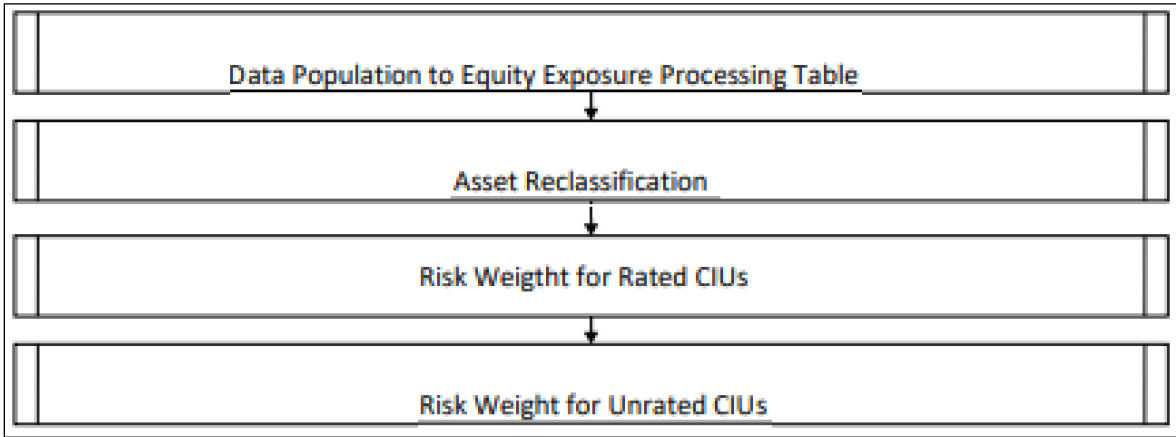 Data Population to Equity Exposure Processing Table
Asset Reclassification
Risk Weigtht for Rated CIUs
Risk Weight for Unrated CIUs